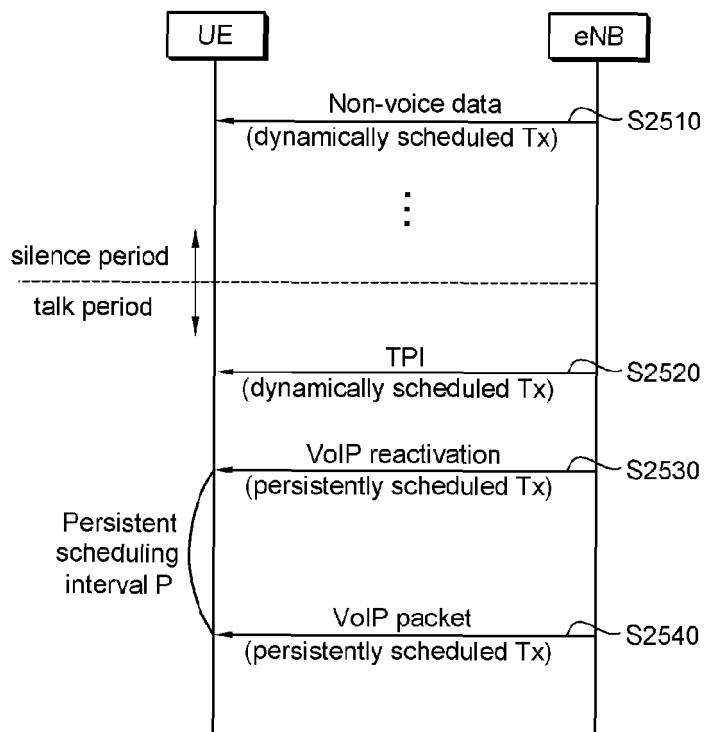 UE
eNB
Non-voice data
(dynamically scheduled Tx)
S2510
silence period
talk period
TPI
(dynamically scheduled Tx)
S2520
VoIP reactivation
(persistently scheduled Tx)
S2530
Persistent
scheduling
interval P
VoIP packet
(persistently scheduled Tx)
S2540